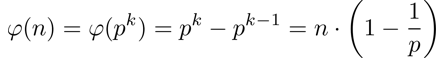 φ(n) = φ(p^k) = p^k − p^{k−1} = n · (1 − 1/p)